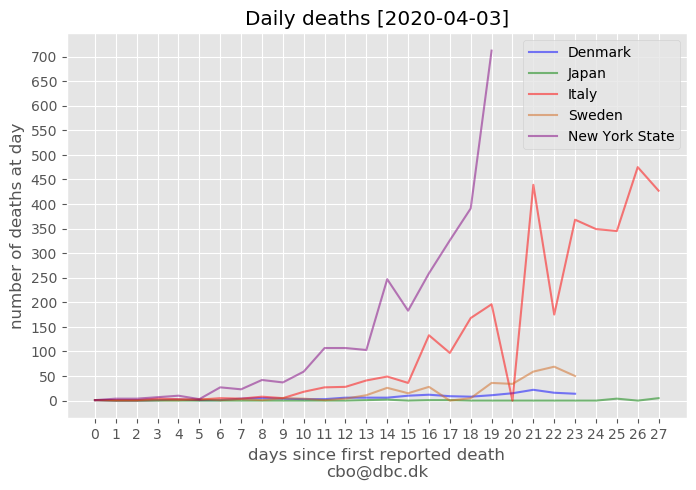 Daily deaths [2020-04-03]
Denmark
Japan
Italy
Sweden
New York State
number of deaths at day
700
650
600
550
500
450
400
350
300
250
200
150
100
50
0
0 1 2 3 4 5 6 7 8 9 10 11 12 13 14 15 16 17 18 19 20 21 22 23 24 25 26 27
days since first reported death
cbo@dbc.dk